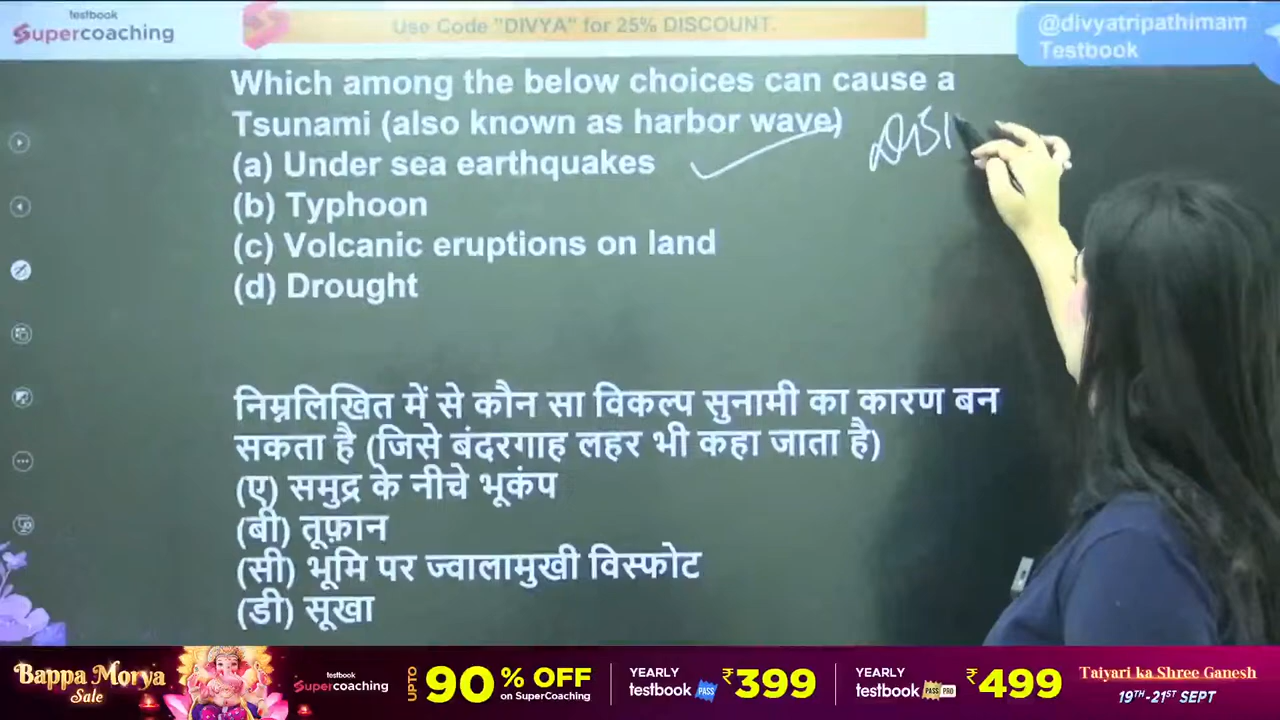 testbook
Supercoaching
Use Code "DIVYA" for 25% DISCOUNT.
@divyatripathimam
Testbook
Which among the below choices can cause a
Tsunami (also known as harbor wave)
(a) Under sea earthquakes
(b) Typhoon
(c) Volcanic eruptions on land
(d) Drought
निम्नलिखित में से कौन सा विकल्प सुनामी का कारण बन
सकता है (जिसे बंदरगाह लहर भी कहा जाता है)
(ए) समुद्र के नीचे भूकंप
(बी) तूफ़ान
(सी) भूमि पर ज्वालामुखी विस्फोट
(डी) सूखा
Bappa Morya
Sale
testbook
Supercoaching
UPTO 90% OFF
on SuperCoaching
YEARLY
testbook PASS
₹399
YEARLY
testbook PASS PRO
₹499
Taiyari ka Shree Ganesh
19TH-21ST SEPT